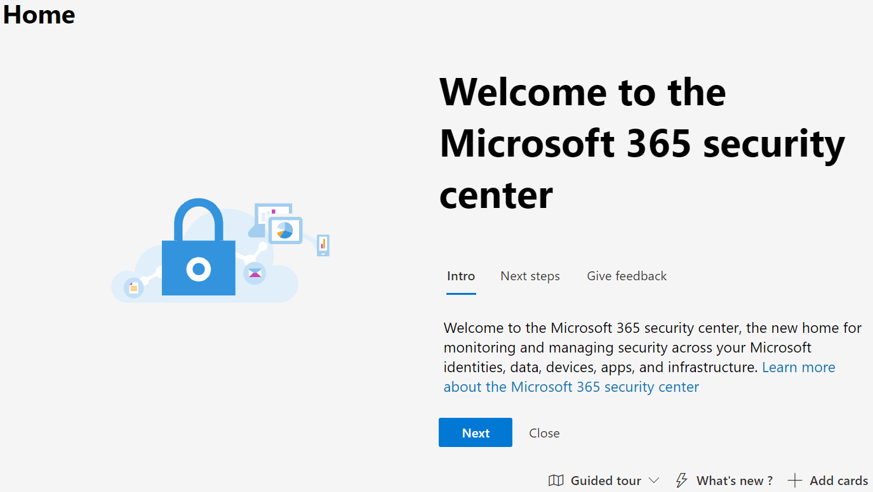 Home
Welcome to the
Microsoft 365 security
center
Intro Next steps Give feedback
Welcome to the Microsoft 365 security center, the new home for
monitoring and managing security across your Microsoft
identities, data, devices, apps, and infrastructure. Learn more
about the Microsoft 365 security center
Next Close
Guided tour What's new ? Add cards